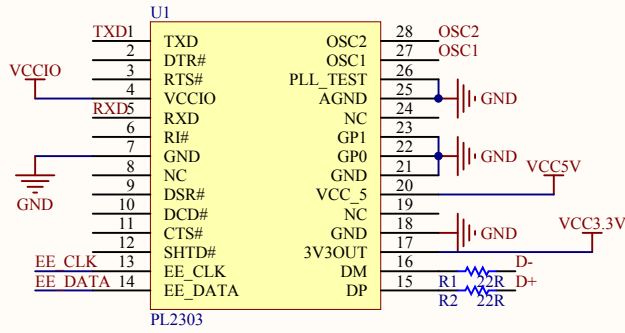 U1
TXD 1 TXD OSC2 28 OSC2
2 DTR# OSC1 27 OSC1
VCCIO 3 RTS# PLL_TEST 26
4 VCCIO AGND 25 GND
RXD 5 RXD NC 24
6 RI# GP1 23
7 GND GP0 22 GND
8 NC GND 21
GND 9 DSR# VCC_5 20 VCC5V
10 DCD# NC 19
11 CTS# GND 18 GND VCC3.3V
12 SHTD# 3V3OUT 17
EE_CLK 13 EE_CLK DM 16 R1 22R D-
EE_DATA 14 EE_DATA DP 15 R2 22R D+
PL2303